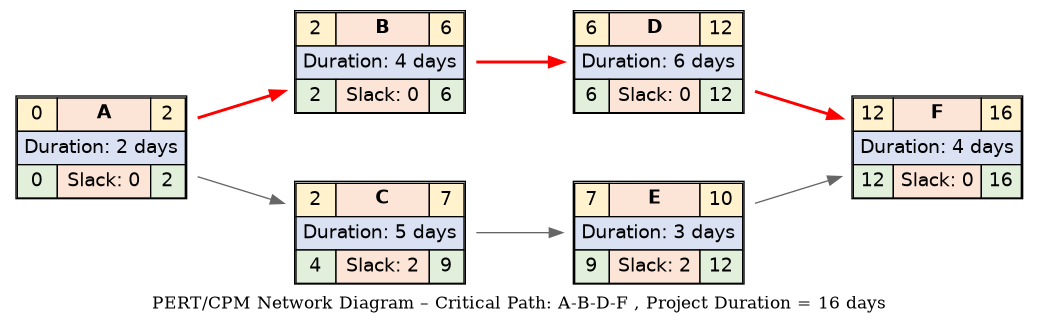 0 A 2
Duration: 2 days
0 Slack: 0 2
2 B 6
Duration: 4 days
2 Slack: 0 6
2 C 7
Duration: 5 days
4 Slack: 2 9
6 D 12
Duration: 6 days
6 Slack: 0 12
7 E 10
Duration: 3 days
9 Slack: 2 12
12 F 16
Duration: 4 days
12 Slack: 0 16
PERT/CPM Network Diagram – Critical Path: A-B-D-F , Project Duration = 16 days